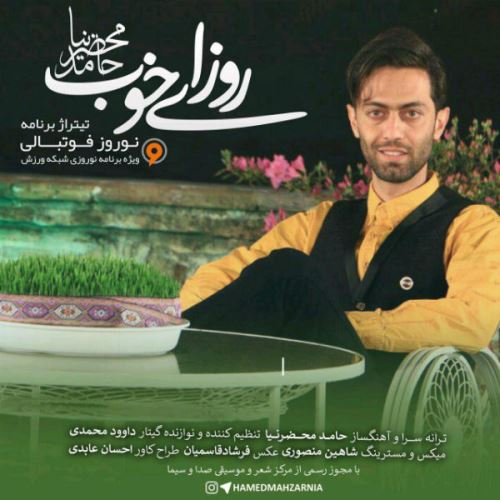 حامد محضرنیا
روزای خوب
تیتراژ برنامه
نوروز فوتبالی
ویژه برنامه نوروزی شبکه ورزش
ترانه سرا و آهنگساز حامد محضرنیا تنظیم کننده و نوازنده گیتار داوود محمدی
میکس و مسترینگ شاهین منصوری عکس فرشادقاسمیان طراح کاور احسان عابدی
با مجوز رسمی از مرکز شعر و موسیقی صدا و سیما
HAMEDMAHZARNIA